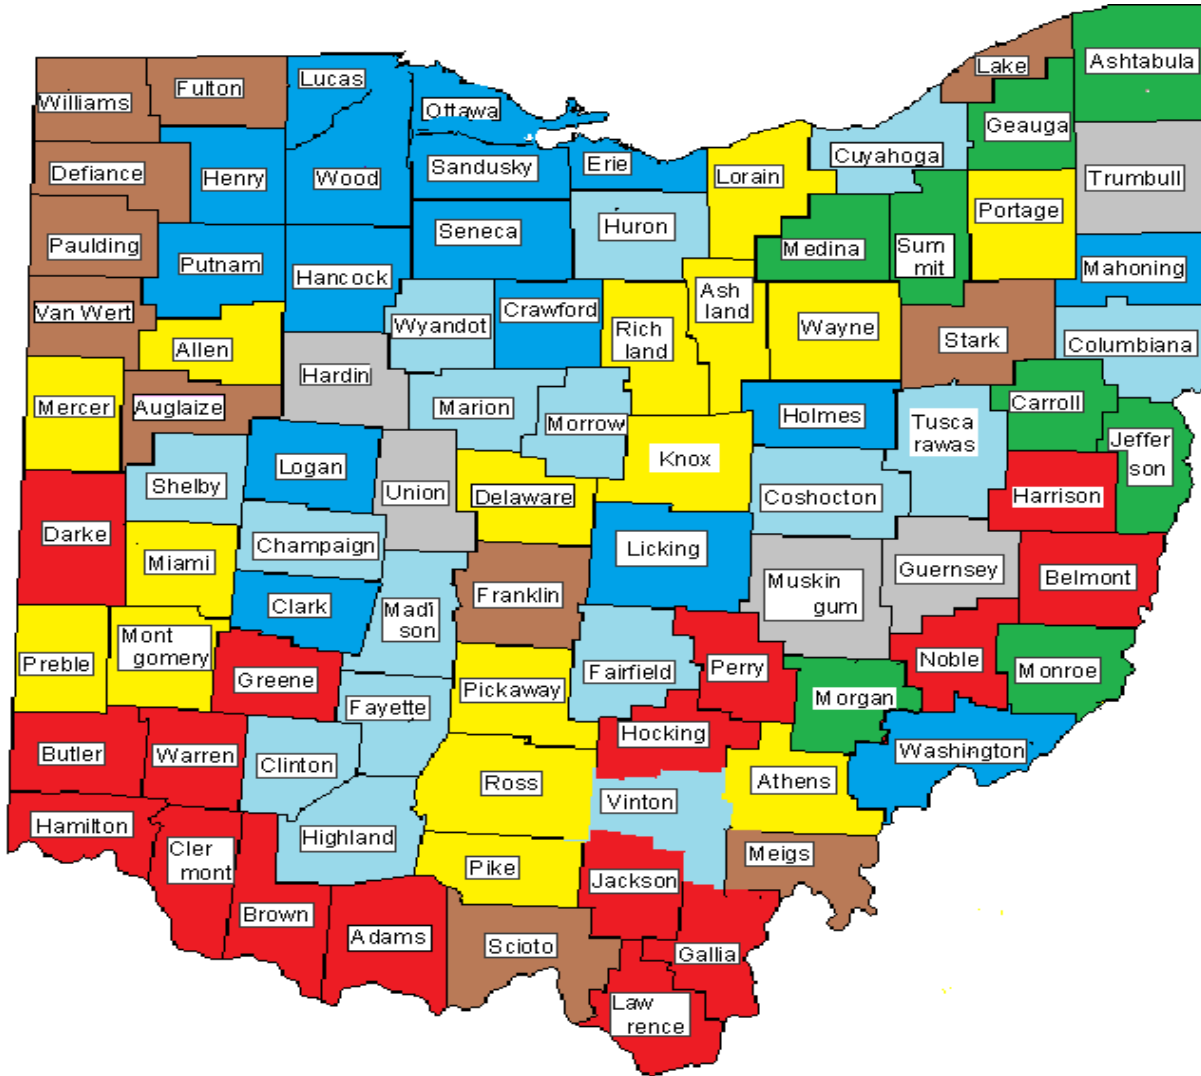 Lake
Ashtabula
Lucas
Fulton
Williams
Ottawa
Geauga
Cuyahoga
Erie
Sandusky
Defiance
Henry
Wood
Lorain
Trumbull
Portage
Huron
Seneca
Paulding
Medina
Sum
mit
Putnam
Hancock
Mahoning
Ash
land
Van Wert
Crawford
Wyandot
Rich
land
Wayne
Stark
Columbiana
Allen
Hardin
Mercer
Auglaize
Marion
Morrow
Holmes
Carroll
Tusca
rawas
Jeffer
son
Knox
Logan
Shelby
Union
Delaware
Coshocton
Harrison
Darke
Champaign
Licking
Miami
Franklin
Muskin
gum
Guernsey
Belmont
Clark
Madi
son
Mont
gomery
Preble
Greene
Fairfield
Perry
Noble
Monroe
Pickaway
Fayette
Morgan
Hocking
Butler
Warren
Clinton
Washington
Ross
Athens
Vinton
Hamilton
Highland
Cler
mont
Meigs
Pike
Jackson
Brown
Adams
Scioto
Gallia
Law
rence